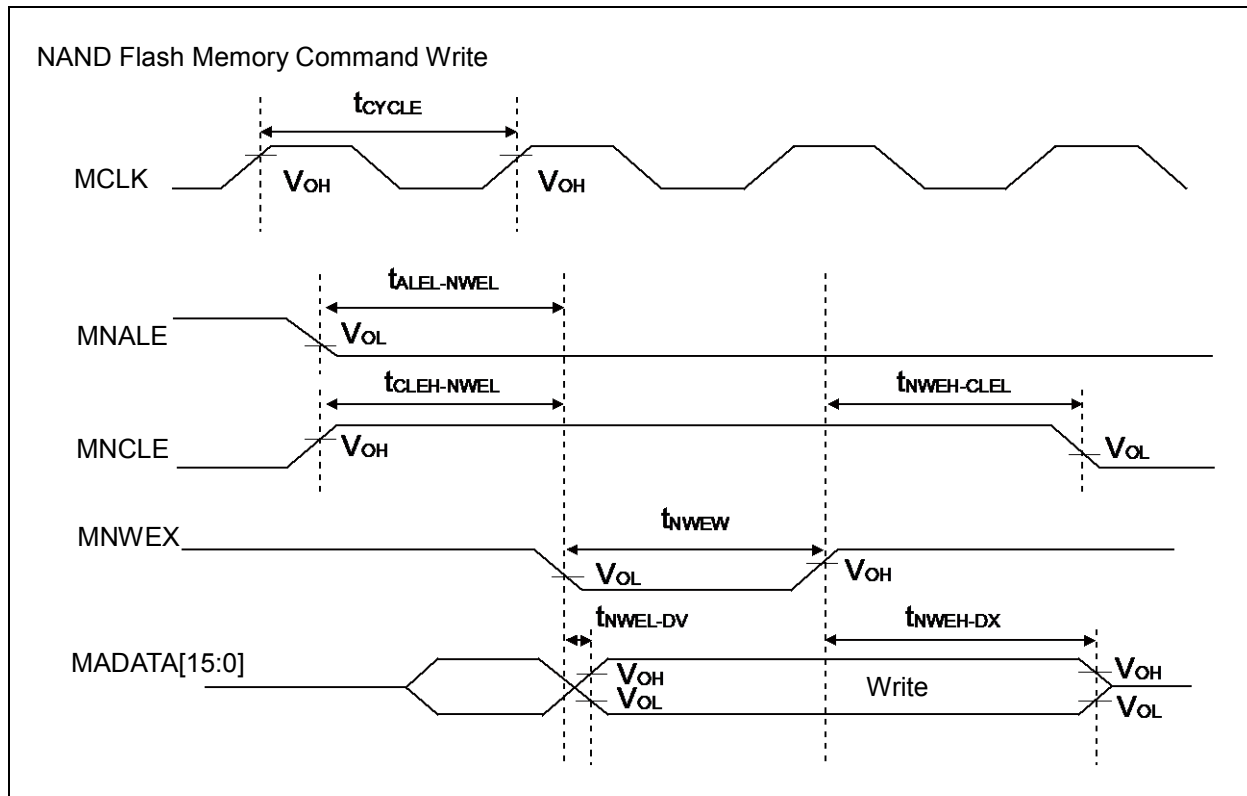 NAND Flash Memory Command Write
tCYCLE
MCLK
VOH VOH
tALEL-NWEL
MNALE
VOL
tCLEH-NWEL tNWEH-CLEL
MNCLE
VOH VOL
MNWEX
tNWEW
VOL VOH
tNWEL-DV tNWEH-DX
MADATA[15:0]
VOH Write VOH
VOL VOL